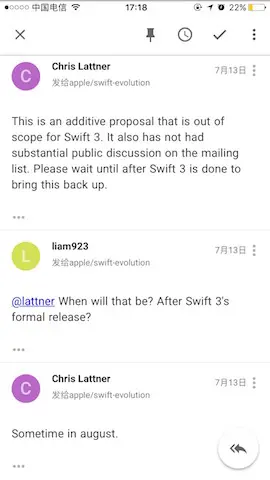 中国电信
17:18
22%
Chris Lattner
7月13日
发给apple/swift-evolution
This is an additive proposal that is out of
scope for Swift 3. It also has not had
substantial public discussion on the mailing
list. Please wait until after Swift 3 is done to
bring this back up.
L
liam923
7月13日
发给apple/swift-evolution
@lattner When will that be? After Swift 3's
formal release?
C
Chris Lattner
7月13日
发给apple/swift-evolution
Sometime in august.